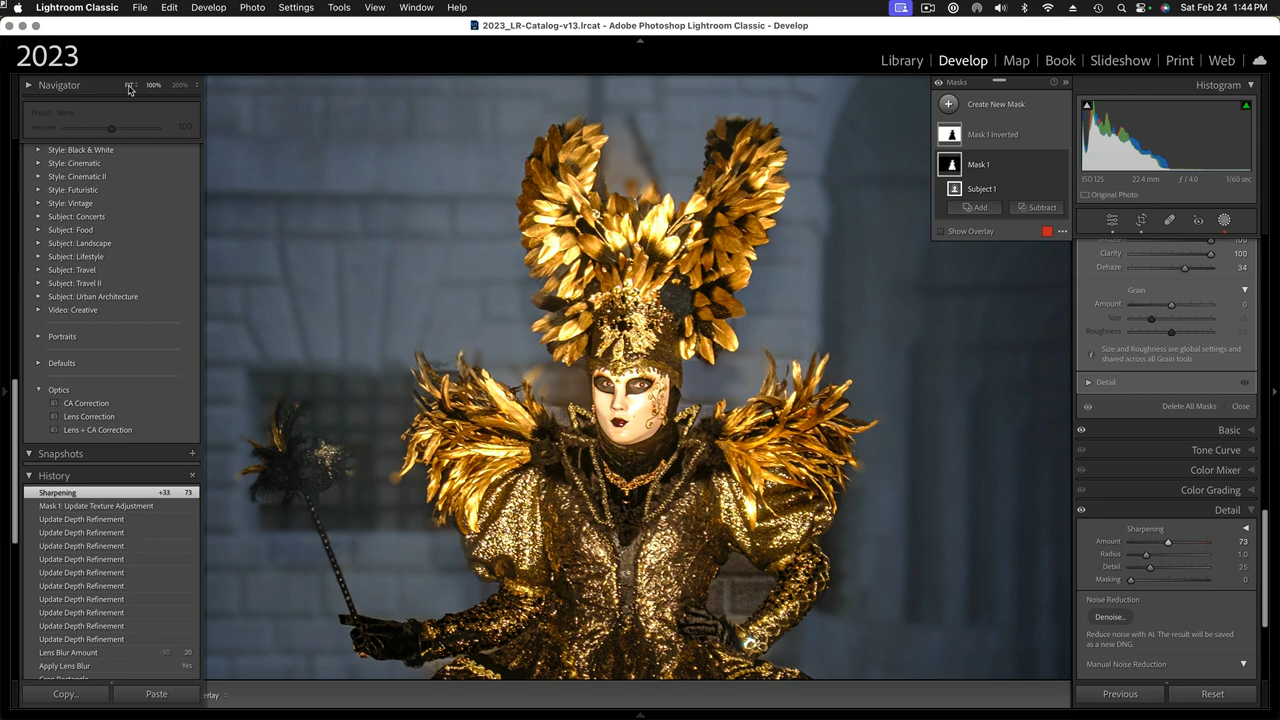 Lightroom Classic File Edit Develop Photo Settings Tools View Window Help Sat Feb 24 1:44 PM
2023_LR-Catalog-v13.lrcat - Adobe Photoshop Lightroom Classic - Develop
2023
Library | Develop | Map | Book | Slideshow | Print | Web
Navigator 100% 200%
Preset: None
Amount 100
Style: Black & White
Style: Cinematic
Style: Cinematic II
Style: Futuristic
Style: Vintage
Subject: Concerts
Subject: Food
Subject: Landscape
Subject: Lifestyle
Subject: Travel
Subject: Travel II
Subject: Urban Architecture
Video: Creative
Portraits
Defaults
Optics
CA Correction
Lens Correction
Lens + CA Correction
Snapshots
History
Sharpening +33 73
Mask 1: Update Texture Adjustment
Update Depth Refinement
Update Depth Refinement
Update Depth Refinement
Update Depth Refinement
Update Depth Refinement
Update Depth Refinement
Update Depth Refinement
Update Depth Refinement
Update Depth Refinement
Update Depth Refinement
Lens Blur Amount -30 20
Apply Lens Blur Yes
Copy... Paste
Masks
Create New Mask
Mask 1 Inverted
Mask 1
Subject 1
Add Subtract
Show Overlay
Histogram
ISO 125 22.4 mm ƒ / 4.0 1/60 sec
Original Photo
Texture 100
Clarity 100
Dehaze 34
Grain
Amount 0
Size 25
Roughness
Size and Roughness are global settings and
shared across all Grain tools.
Detail
Delete All Masks Close
Basic
Tone Curve
Color Mixer
Color Grading
Detail
Sharpening
Amount 73
Radius 1.0
Detail 25
Masking 0
Noise Reduction
Denoise...
Reduce noise with AI. The result will be saved
as a new DNG.
Manual Noise Reduction
Previous Reset